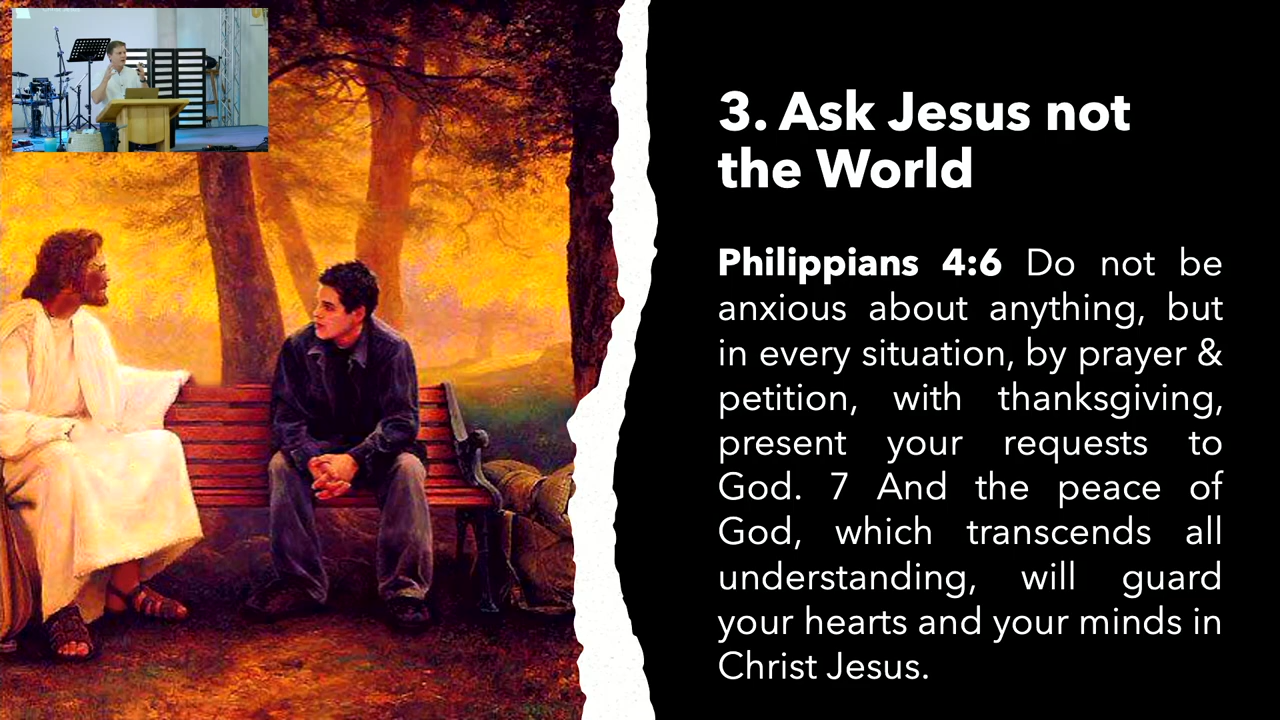 3. Ask Jesus not
the World
Philippians 4:6 Do not be
anxious about anything, but
in every situation, by prayer &
petition, with thanksgiving,
present your requests to
God. 7 And the peace of
God, which transcends all
understanding, will guard
your hearts and your minds in
Christ Jesus.